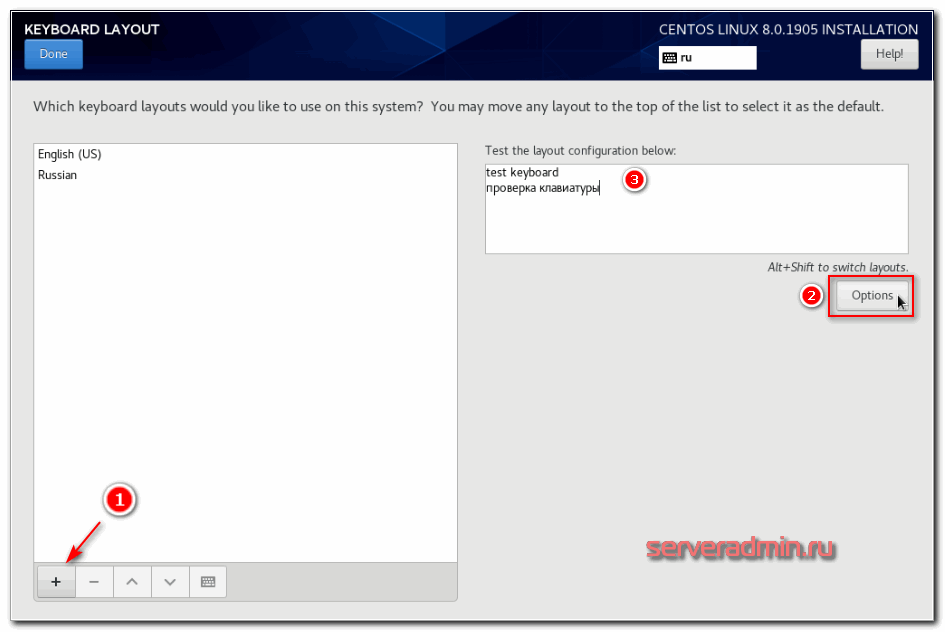 KEYBOARD LAYOUT
CENTOS LINUX 8.0.1905 INSTALLATION
Done
ru
Help!
Which keyboard layouts would you like to use on this system? You may move any layout to the top of the list to select it as the default.
English (US)
Russian
Test the layout configuration below:
test keyboard
проверка клавиатуры
3
Alt+Shift to switch layouts.
2
Options
1
serveradmin.ru